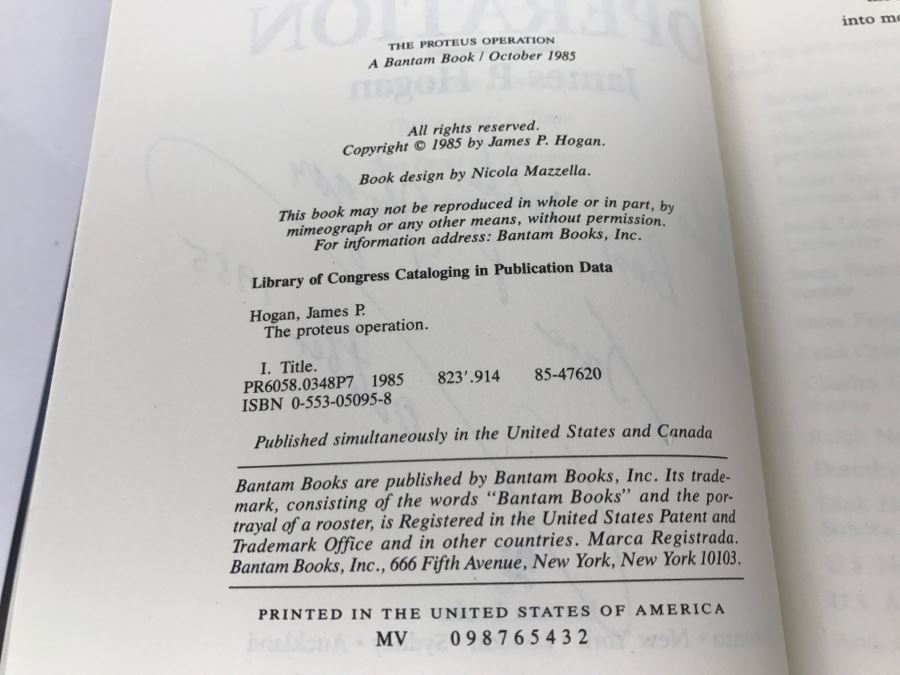 THE PROTEUS OPERATION
A Bantam Book / October 1985
All rights reserved.
Copyright © 1985 by James P. Hogan.
Book design by Nicola Mazzella.
This book may not be reproduced in whole or in part, by
mimeograph or any other means, without permission.
For information address: Bantam Books, Inc.
Library of Congress Cataloging in Publication Data
Hogan, James P.
The proteus operation.
I. Title.
PR6058.0348P7 1985 823′.914 85-47620
ISBN 0-553-05095-8
Published simultaneously in the United States and Canada
Bantam Books are published by Bantam Books, Inc. Its trade-
mark, consisting of the words “Bantam Books” and the por-
trayal of a rooster, is Registered in the United States Patent and
Trademark Office and in other countries. Marca Registrada.
Bantam Books, Inc., 666 Fifth Avenue, New York, New York 10103.
PRINTED IN THE UNITED STATES OF AMERICA
MV 0 9 8 7 6 5 4 3 2
into